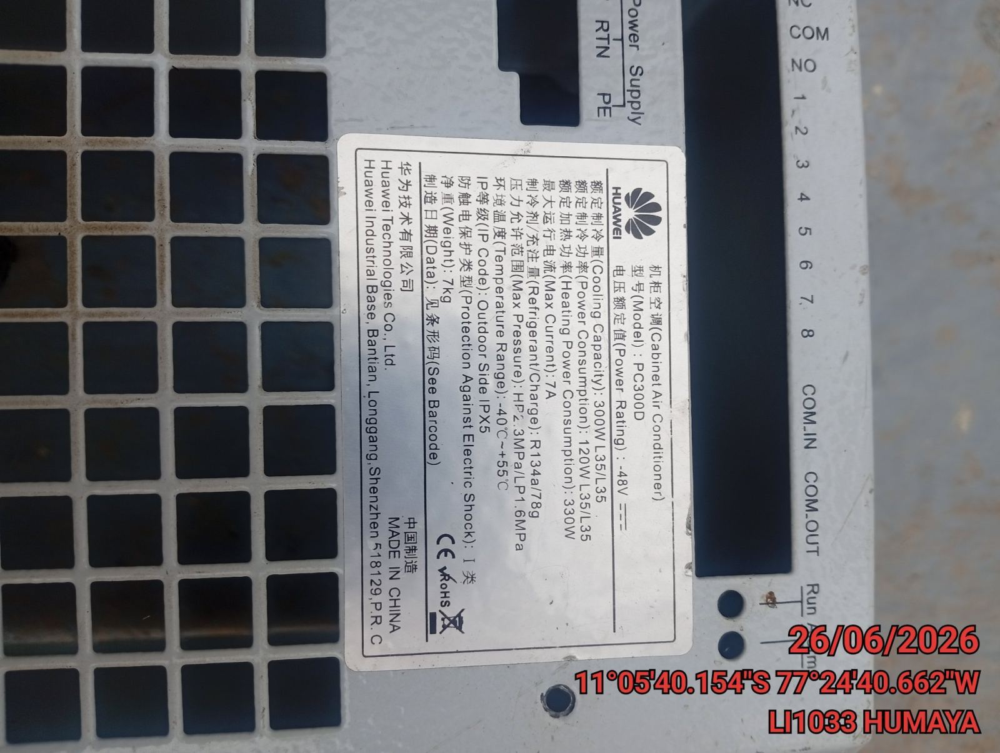 Power Supply
RTN PE
COM
NO
CON 1 2 3 4 5 6 7 8 COM_IN COM_OUT Run
HUAWEI
机柜空调(Cabinet Air Conditioner)
型号(Model) : PC300D
电压额定值(Power Rating) : -48V
额定制冷量(Cooling Capacity): 300W L35/L35
额定制冷功率(Power Consumption): 120W L35/L35
额定加热功率(Heating Power Consumption): 330W
最大运行电流(Max Current): 7A
制冷剂/充注量(Refrigerant/Charge): R134a/78g
压力允许范围(Max Pressure): HP2.3MPa/LP1.6MPa
环境温度(Temperature Range): -40℃~+55℃
IP等级(IP Code): Outdoor Side IPX5
防触电保护类型(Protection Against Electric Shock): I 类
净重(Weight): 7kg
制造日期(Data): 见条形码(See Barcode)
CE RoHS
华为技术有限公司 中国制造
Huawei Technologies Co., Ltd. MADE IN CHINA
Huawei Industrial Base, Bantian, Longgang,Shenzhen 518129,P.R. C
26/06/2026
11°05'40.154"S 77°24'40.662"W
LI1033 HUMAYA